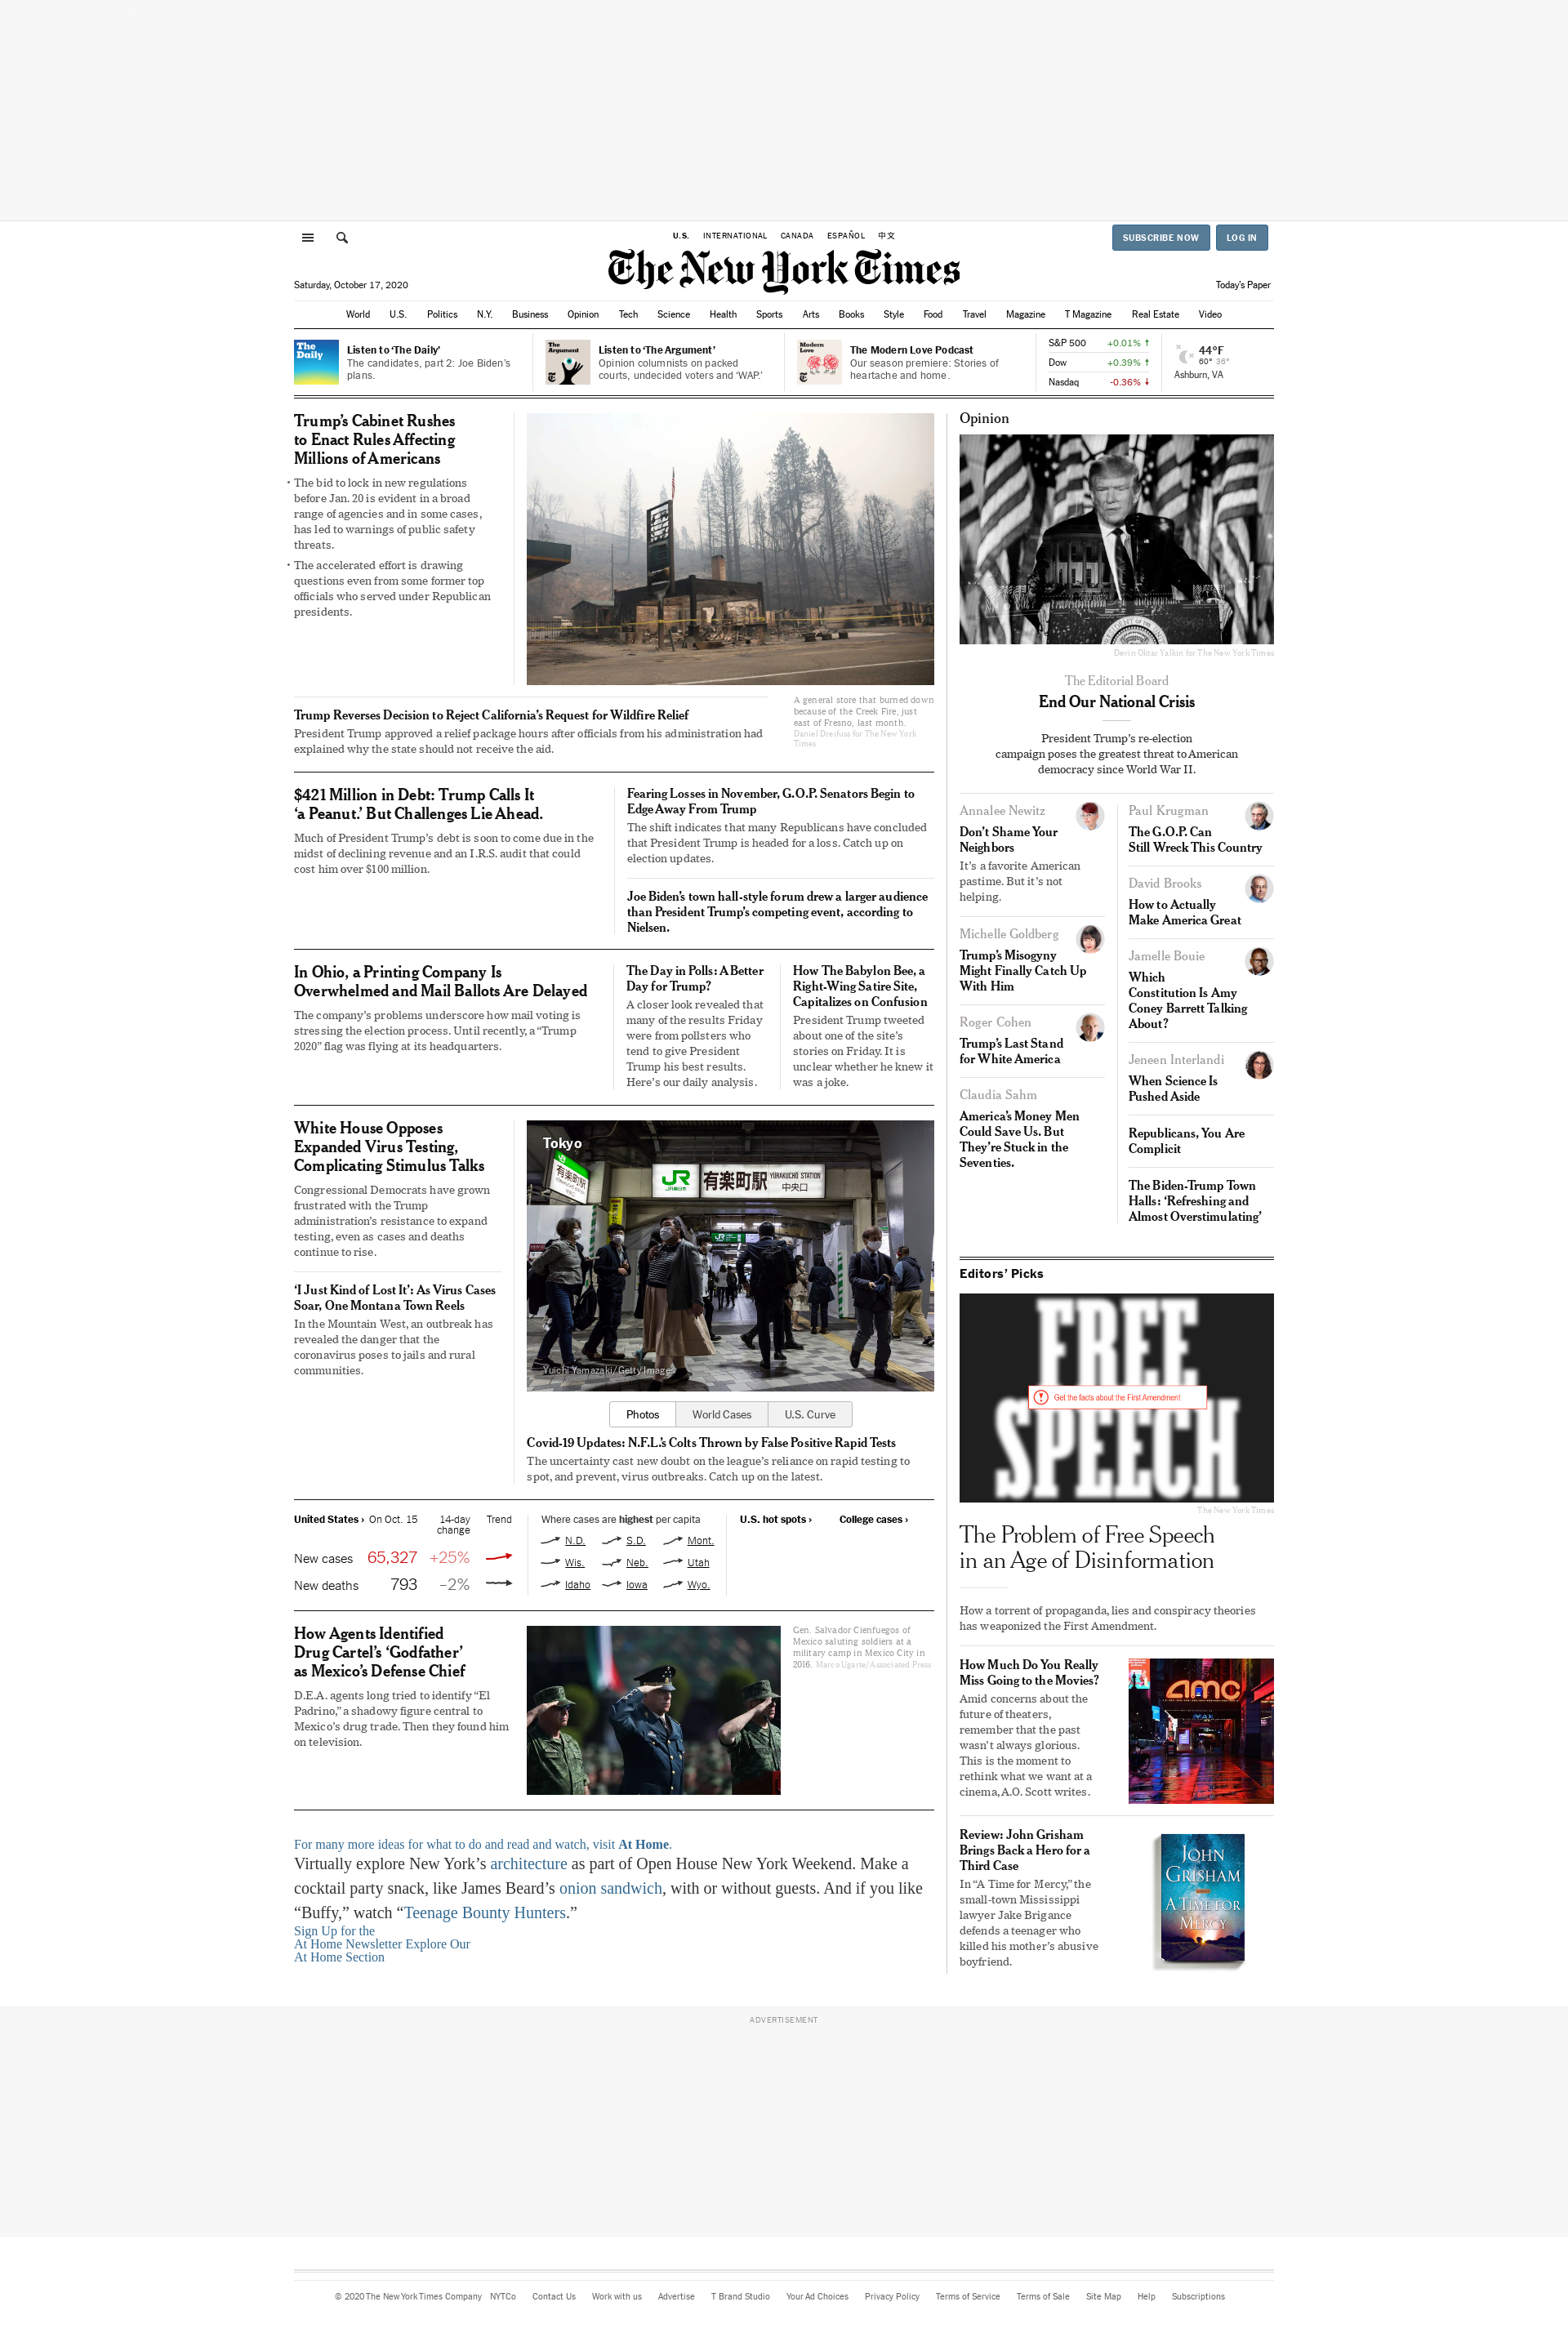 U.S. INTERNATIONAL CANADA ESPAÑOL 中文
SUBSCRIBE NOW LOG IN
The New York Times
Saturday, October 17, 2020
Today's Paper
World U.S. Politics N.Y. Business Opinion Tech Science Health Sports Arts Books Style Food Travel Magazine T Magazine Real Estate Video
The Daily
Listen to ‘The Daily’
The candidates, part 2: Joe Biden’s
plans.
The Argument
Listen to ‘The Argument’
Opinion columnists on packed
courts, undecided voters and ‘WAP.’
Modern Love
The Modern Love Podcast
Our season premiere: Stories of
heartache and home.
S&P 500 +0.01% ↑
Dow +0.39% ↑
Nasdaq -0.36% ↓
44°F
60° 36°
Ashburn, VA
Trump’s Cabinet Rushes
to Enact Rules Affecting
Millions of Americans
• The bid to lock in new regulations
before Jan. 20 is evident in a broad
range of agencies and in some cases,
has led to warnings of public safety
threats.
• The accelerated effort is drawing
questions even from some former top
officials who served under Republican
presidents.
Trump Reverses Decision to Reject California’s Request for Wildfire Relief
President Trump approved a relief package hours after officials from his administration had
explained why the state should not receive the aid.
A general store that burned down
because of the Creek Fire, just
east of Fresno, last month.
Daniel Dreifuss for The New York
Times
$421 Million in Debt: Trump Calls It
‘a Peanut.’ But Challenges Lie Ahead.
Much of President Trump’s debt is soon to come due in the
midst of declining revenue and an I.R.S. audit that could
cost him over $100 million.
Fearing Losses in November, G.O.P. Senators Begin to
Edge Away From Trump
The shift indicates that many Republicans have concluded
that President Trump is headed for a loss. Catch up on
election updates.
Joe Biden’s town hall-style forum drew a larger audience
than President Trump’s competing event, according to
Nielsen.
In Ohio, a Printing Company Is
Overwhelmed and Mail Ballots Are Delayed
The company’s problems underscore how mail voting is
stressing the election process. Until recently, a “Trump
2020” flag was flying at its headquarters.
The Day in Polls: A Better
Day for Trump?
A closer look revealed that
many of the results Friday
were from pollsters who
tend to give President
Trump his best results.
Here’s our daily analysis.
How The Babylon Bee, a
Right-Wing Satire Site,
Capitalizes on Confusion
President Trump tweeted
about one of the site’s
stories on Friday. It is
unclear whether he knew it
was a joke.
White House Opposes
Expanded Virus Testing,
Complicating Stimulus Talks
Congressional Democrats have grown
frustrated with the Trump
administration’s resistance to expand
testing, even as cases and deaths
continue to rise.
‘I Just Kind of Lost It’: As Virus Cases
Soar, One Montana Town Reels
In the Mountain West, an outbreak has
revealed the danger that the
coronavirus poses to jails and rural
communities.
Tokyo
JR
有楽町駅
JR 有楽町駅 YURAKUCHO STATION
中央口
Yuichi Yamazaki/Getty Images
Photos World Cases U.S. Curve
Covid-19 Updates: N.F.L.’s Colts Thrown by False Positive Rapid Tests
The uncertainty cast new doubt on the league’s reliance on rapid testing to
spot, and prevent, virus outbreaks. Catch up on the latest.
United States › On Oct. 15 14-day change Trend
New cases 65,327 +25%
New deaths 793 –2%
Where cases are highest per capita
N.D. S.D. Mont.
Wis. Neb. Utah
Idaho Iowa Wyo.
U.S. hot spots › College cases ›
How Agents Identified
Drug Cartel’s ‘Godfather’
as Mexico’s Defense Chief
D.E.A. agents long tried to identify “El
Padrino,” a shadowy figure central to
Mexico’s drug trade. Then they found him
on television.
Gen. Salvador Cienfuegos of
Mexico saluting soldiers at a
military camp in Mexico City in
2016. Marco Ugarte/Associated Press
For many more ideas for what to do and read and watch, visit At Home.
Virtually explore New York’s architecture as part of Open House New York Weekend. Make a
cocktail party snack, like James Beard’s onion sandwich, with or without guests. And if you like
“Buffy,” watch “Teenage Bounty Hunters.”
Sign Up for the
At Home Newsletter Explore Our
At Home Section
Opinion
Devin Oktar Yalkin for The New York Times
The Editorial Board
End Our National Crisis
President Trump’s re-election
campaign poses the greatest threat to American
democracy since World War II.
Annalee Newitz
Don’t Shame Your
Neighbors
It’s a favorite American
pastime. But it’s not
helping.
Michelle Goldberg
Trump’s Misogyny
Might Finally Catch Up
With Him
Roger Cohen
Trump’s Last Stand
for White America
Claudia Sahm
America’s Money Men
Could Save Us. But
They’re Stuck in the
Seventies.
Paul Krugman
The G.O.P. Can
Still Wreck This Country
David Brooks
How to Actually
Make America Great
Jamelle Bouie
Which
Constitution Is Amy
Coney Barrett Talking
About?
Jeneen Interlandi
When Science Is
Pushed Aside
Republicans, You Are
Complicit
The Biden-Trump Town
Halls: ‘Refreshing and
Almost Overstimulating’
Editors’ Picks
FREE
Get the facts about the First Amendment
SPEECH
The New York Times
The Problem of Free Speech
in an Age of Disinformation
How a torrent of propaganda, lies and conspiracy theories
has weaponized the First Amendment.
How Much Do You Really
Miss Going to the Movies?
Amid concerns about the
future of theaters,
remember that the past
wasn’t always glorious.
This is the moment to
rethink what we want at a
cinema, A.O. Scott writes.
amc
IMAX
Review: John Grisham
Brings Back a Hero for a
Third Case
In “A Time for Mercy,” the
small-town Mississippi
lawyer Jake Brigance
defends a teenager who
killed his mother’s abusive
boyfriend.
JOHN
GRISHAM
A TIME FOR
MERCY
ADVERTISEMENT
© 2020 The New York Times Company NYTCo Contact Us Work with us Advertise T Brand Studio Your Ad Choices Privacy Policy Terms of Service Terms of Sale Site Map Help Subscriptions